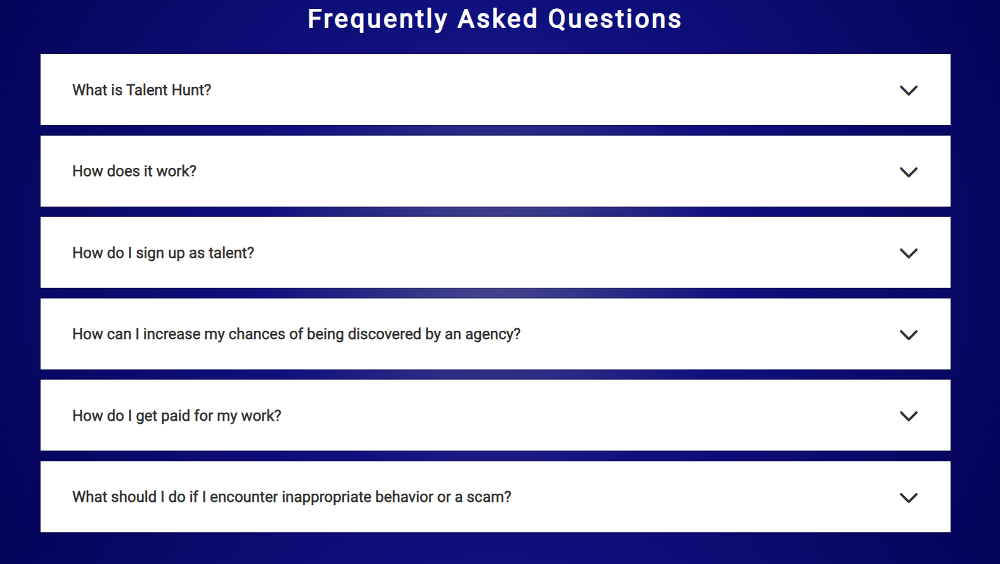 Frequently Asked Questions
What is Talent Hunt?
How does it work?
How do I sign up as talent?
How can I increase my chances of being discovered by an agency?
How do I get paid for my work?
What should I do if I encounter inappropriate behavior or a scam?